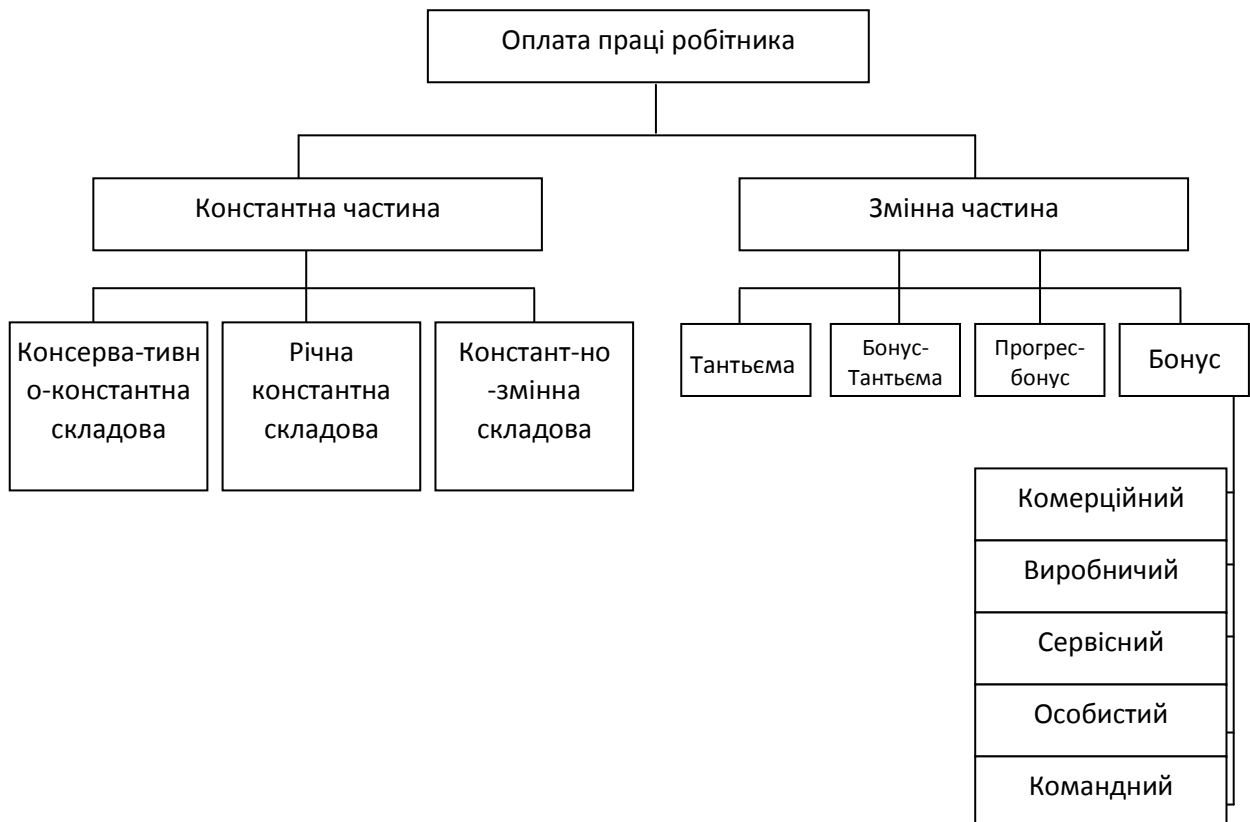 Оплата праці робітника
Константна частина
Змінна частина
Консерва-тивн
о-константна
складова
Річна
константна
складова
Констант-но
-змінна
складова
Тантьєма
Бонус-
Тантьєма
Прогрес-
бонус
Бонус
Комерційний
Виробничий
Сервісний
Особистий
Командний